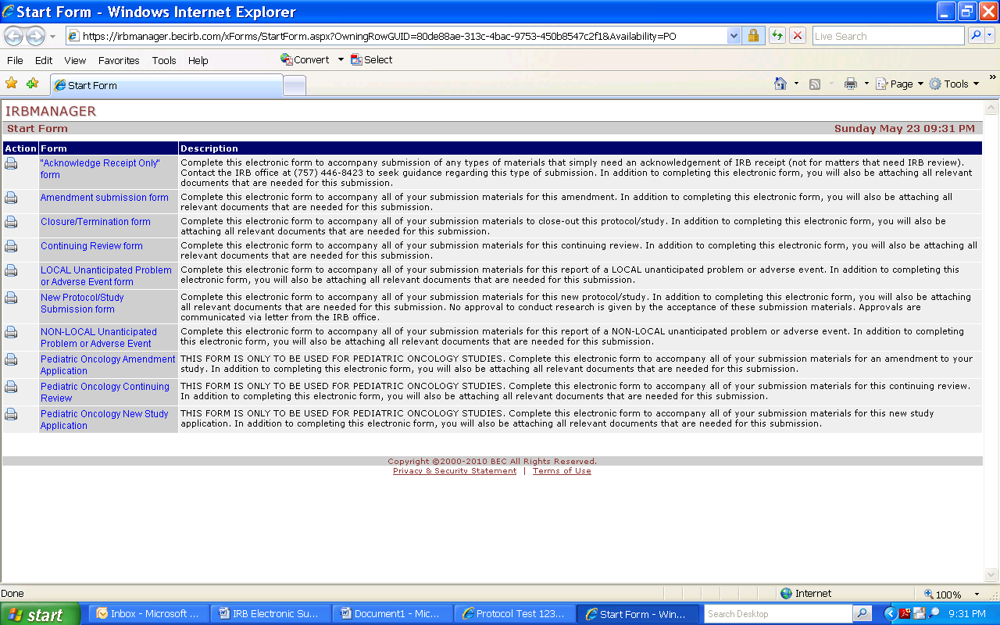 Start Form - Windows Internet Explorer
https://irbmanager.becirb.com/xForms/StartForm.aspx?OwningRowGUID=80de88ae-313c-4bac-9753-450b8547c2f1&Availability=PO
Live Search
File Edit View Favorites Tools Help
Convert Select
Start Form
Page Tools
IRBMANAGER
Start Form Sunday May 23 09:31 PM
Action Form Description
"Acknowledge Receipt Only"
form
Complete this electronic form to accompany submission of any types of materials that simply need an acknowledgement of IRB receipt (not for matters that need IRB review).
Contact the IRB office at (757) 446-8423 to seek guidance regarding this type of submission. In addition to completing this electronic form, you will also be attaching all relevant
documents that are needed for this submission.
Amendment submission form
Complete this electronic form to accompany all of your submission materials for this amendment. In addition to completing this electronic form, you will also be attaching all
relevant documents that are needed for this submission.
Closure/Termination form
Complete this electronic form to accompany all of your submission materials to close-out this protocol/study. In addition to completing this electronic form, you will also be
attaching all relevant documents that are needed for this submission.
Continuing Review form
Complete this electronic form to accompany all of your submission materials for this continuing review. In addition to completing this electronic form, you will also be attaching all
relevant documents that are needed for this submission.
LOCAL Unanticipated Problem
or Adverse Event form
Complete this electronic form to accompany all of your submission materials for this report of a LOCAL unanticipated problem or adverse event. In addition to completing this
electronic form, you will also be attaching all relevant documents that are needed for this submission.
New Protocol/Study
Submission form
Complete this electronic form to accompany all of your submission materials for this new protocol/study. In addition to completing this electronic form, you will also be attaching
all relevant documents that are needed for this submission. No approval to conduct research is given by the acceptance of these submission materials. Approvals are
communicated via letter from the IRB office.
NON-LOCAL Unanticipated
Problem or Adverse Event
Complete this electronic form to accompany all of your submission materials for this report of a NON-LOCAL unanticipated problem or adverse event. In addition to completing
this electronic form, you will also be attaching all relevant documents that are needed for this submission.
Pediatric Oncology Amendment
Application
THIS FORM IS ONLY TO BE USED FOR PEDIATRIC ONCOLOGY STUDIES. Complete this electronic form to accompany all of your submission materials for an amendment to your
study. In addition to completing this electronic form, you will also be attaching all relevant documents that are needed for this submission.
Pediatric Oncology Continuing
Review
THIS FORM IS ONLY TO BE USED FOR PEDIATRIC ONCOLOGY STUDIES. Complete this electronic form to accompany all of your submission materials for this continuing review.
In addition to completing this electronic form, you will also be attaching all relevant documents that are needed for this submission.
Pediatric Oncology New Study
Application
THIS FORM IS ONLY TO BE USED FOR PEDIATRIC ONCOLOGY STUDIES. Complete this electronic form to accompany all of your submission materials for this new study
application. In addition to completing this electronic form, you will also be attaching all relevant documents that are needed for this submission.
Copyright ©2000-2010 BEC All Rights Reserved.
Privacy & Security Statement | Terms of Use
Done Internet 100%
start Inbox - Microsoft ... IRB Electronic Su... Document1 - Mic... Protocol Test 123... Start Form - Win... Search Desktop 9:31 PM